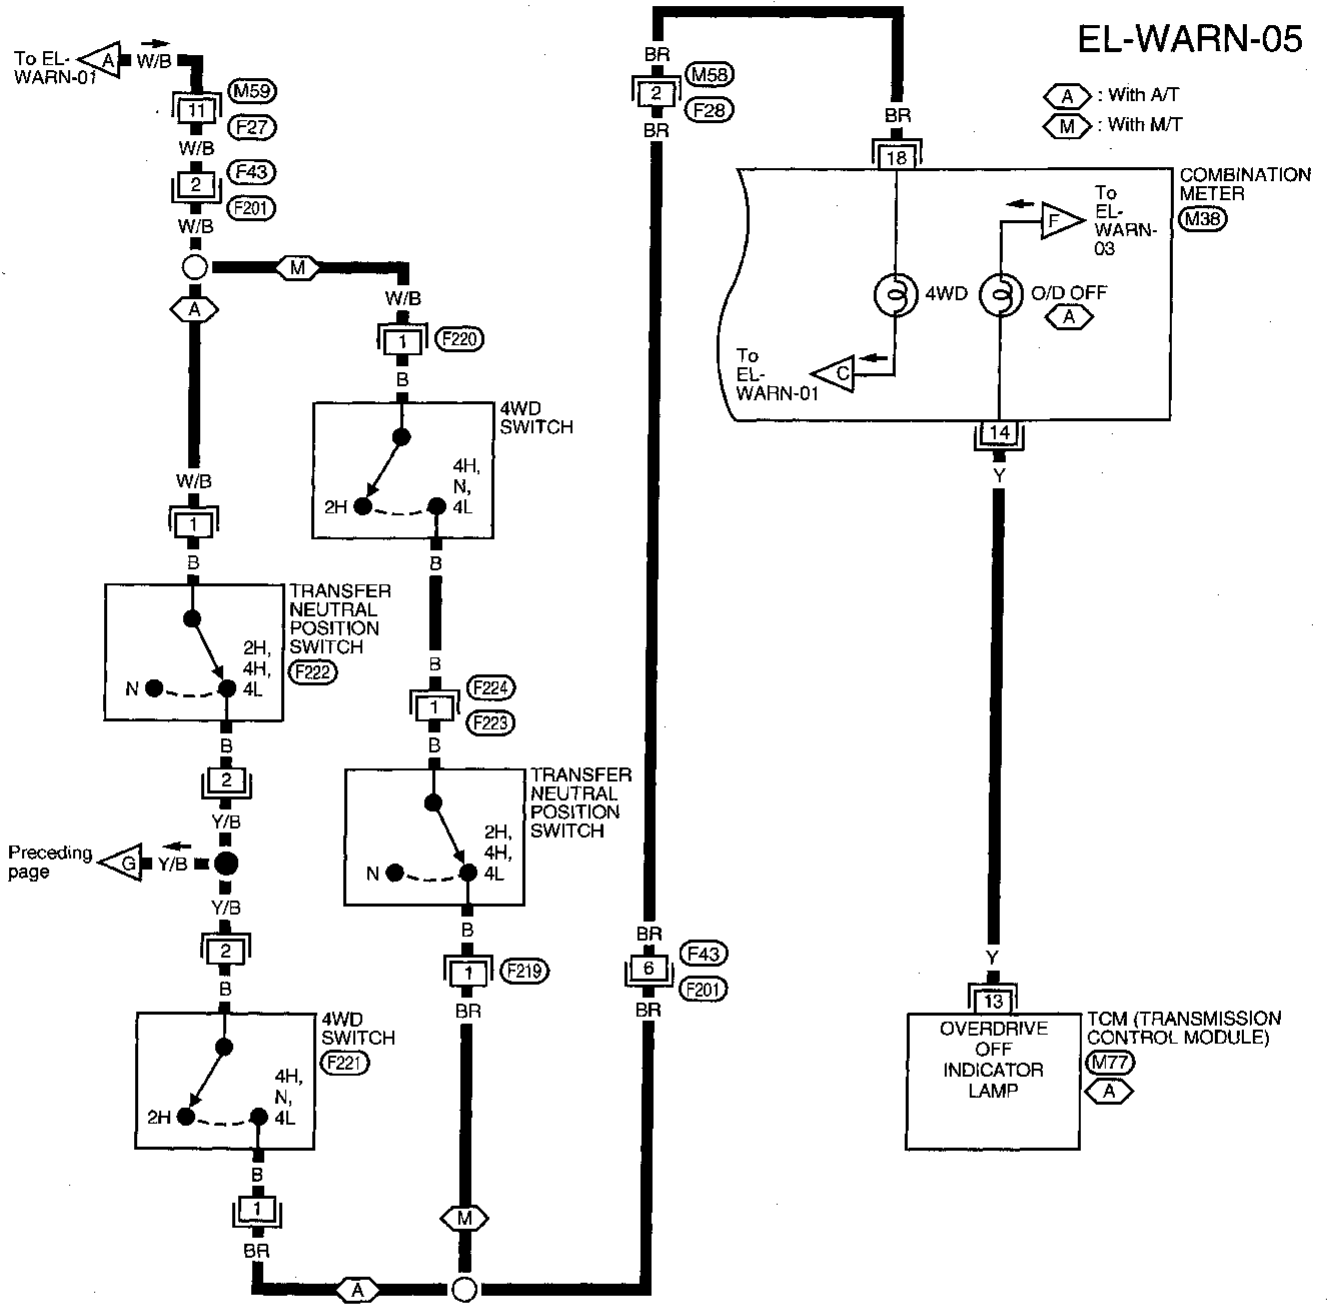 EL-WARN-05
A : With A/T
M : With M/T
To EL-
WARN-01
A
W/B
11
M59
F27
W/B
2
F43
F201
W/B
M
A
W/B
1
F220
B
4WD
SWITCH
4H,
N,
2H
4L
B
W/B
1
B
TRANSFER
NEUTRAL
POSITION
SWITCH
F222
2H,
4H,
N
4L
B
2
Y/B
Preceding
page
G
Y/B
Y/B
2
B
4WD
SWITCH
F221
4H,
N,
2H
4L
B
1
BR
A
B
1
F224
F223
B
TRANSFER
NEUTRAL
POSITION
SWITCH
2H,
4H,
N
4L
B
1
F219
BR
M
BR
2
M58
F28
BR
BR
6
F43
F201
BR
BR
18
COMBINATION
METER
M38
To
EL-
WARN-
03
F
4WD
O/D OFF
A
To
EL-
WARN-01
C
14
Y
Y
13
OVERDRIVE
OFF
INDICATOR
LAMP
TCM (TRANSMISSION
CONTROL MODULE)
M77
A